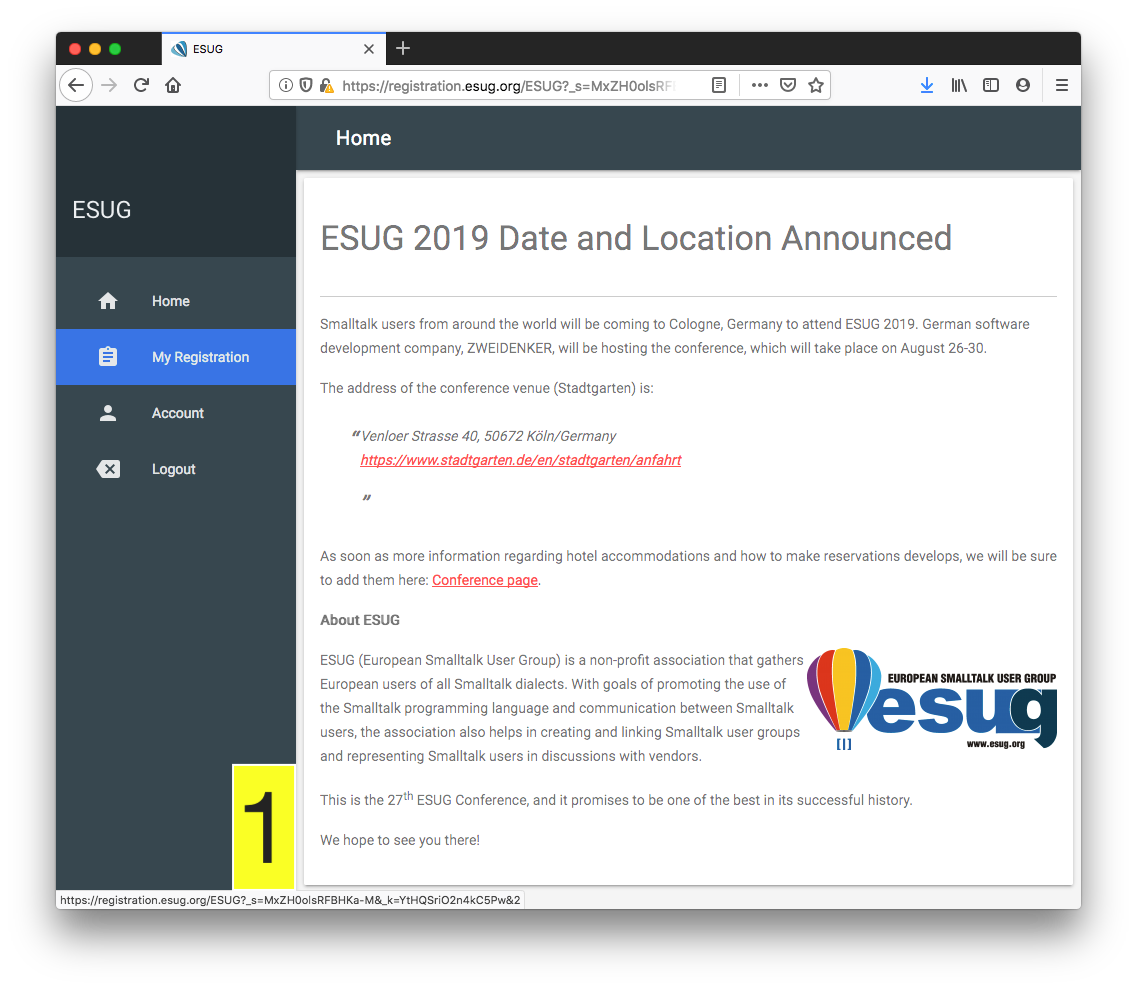 ESUG
https://registration.esug.org/ESUG?_s=MxZH0olsRF
Home
ESUG
Home
My Registration
Account
Logout
ESUG 2019 Date and Location Announced
Smalltalk users from around the world will be coming to Cologne, Germany to attend ESUG 2019. German software
development company, ZWEIDENKER, will be hosting the conference, which will take place on August 26-30.
The address of the conference venue (Stadtgarten) is:
“Venloer Strasse 40, 50672 Köln/Germany
https://www.stadtgarten.de/en/stadtgarten/anfahrt
”
As soon as more information regarding hotel accommodations and how to make reservations develops, we will be sure
to add them here: Conference page.
About ESUG
ESUG (European Smalltalk User Group) is a non-profit association that gathers
European users of all Smalltalk dialects. With goals of promoting the use of
the Smalltalk programming language and communication between Smalltalk
users, the association also helps in creating and linking Smalltalk user groups
and representing Smalltalk users in discussions with vendors.
EUROPEAN SMALLTALK USER GROUP
esug
[|]
www.esug.org
This is the 27th ESUG Conference, and it promises to be one of the best in its successful history.
We hope to see you there!
1
https://registration.esug.org/ESUG?_s=MxZH0olsRFBHKa-M&_k=YtHQSriO2n4kC5Pw&2